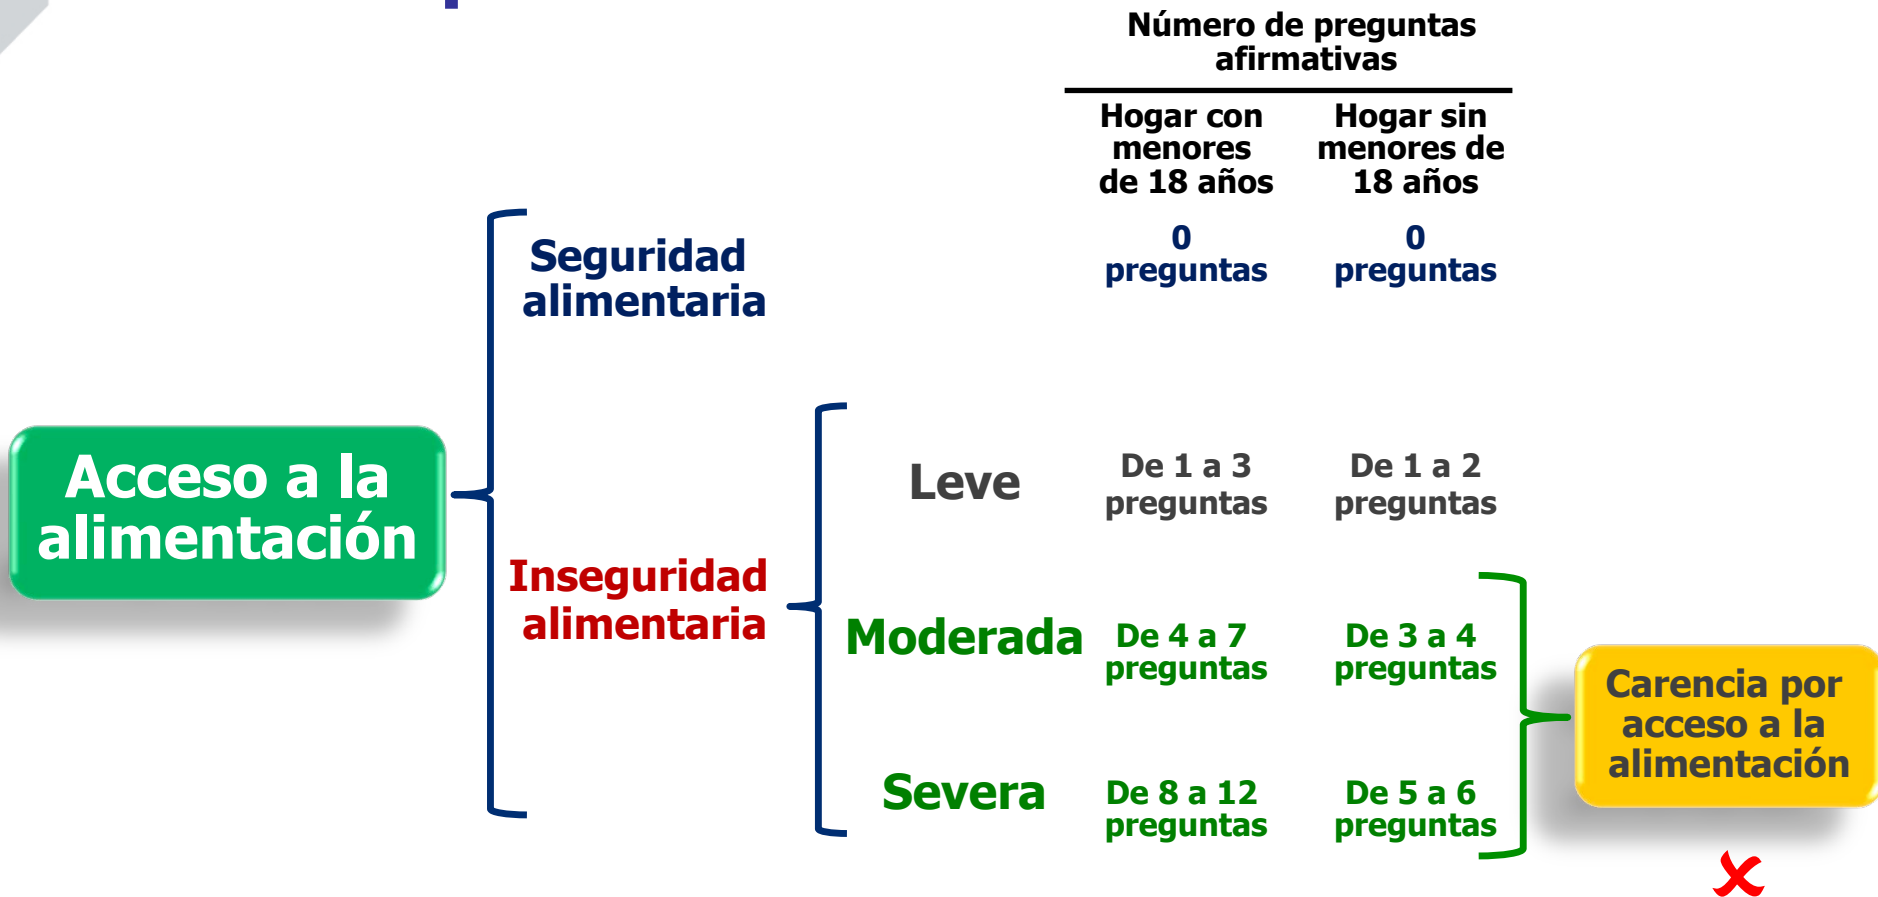 Número de preguntas
afirmativas
Hogar con
menores
de 18 años
Hogar sin
menores de
18 años
Seguridad
alimentaria
0
preguntas
0
preguntas
Acceso a la
alimentación
Inseguridad
alimentaria
Leve
De 1 a 3
preguntas
De 1 a 2
preguntas
Moderada
De 4 a 7
preguntas
De 3 a 4
preguntas
Severa
De 8 a 12
preguntas
De 5 a 6
preguntas
Carencia por
acceso a la
alimentación